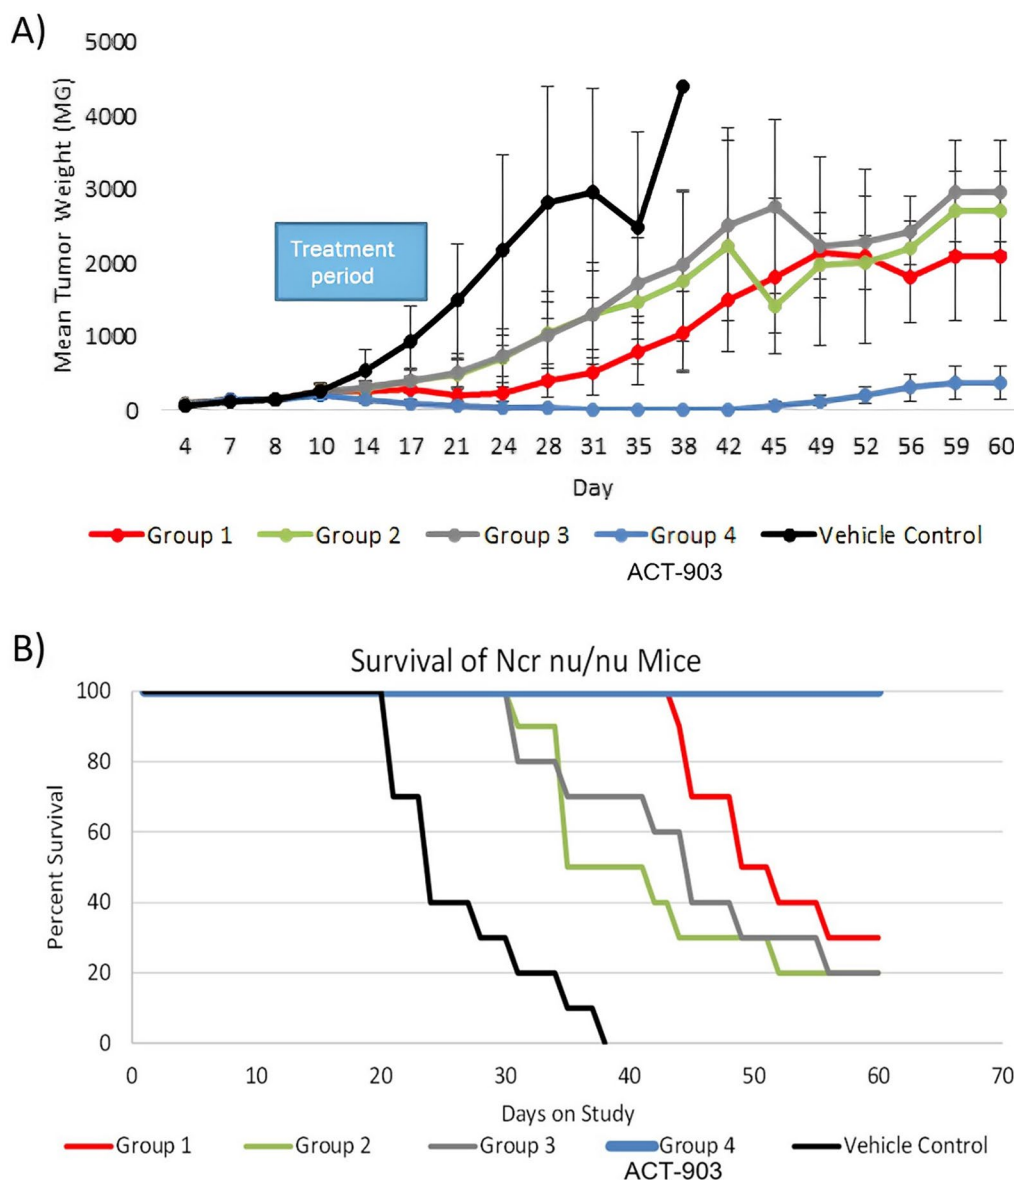 A)
Mean Tumor Weight (MG)
5000
4000
3000
2000
1000
0
Treatment
period
4 7 8 10 14 17 21 24 28 31 35 38 42 45 49 52 56 59 60
Day
Group 1 Group 2 Group 3 Group 4 Vehicle Control
ACT-903
B)
Survival of Ncr nu/nu Mice
Percent Survival
100
80
60
40
20
0
0 10 20 30 40 50 60 70
Days on Study
Group 1 Group 2 Group 3 Group 4 Vehicle Control
ACT-903